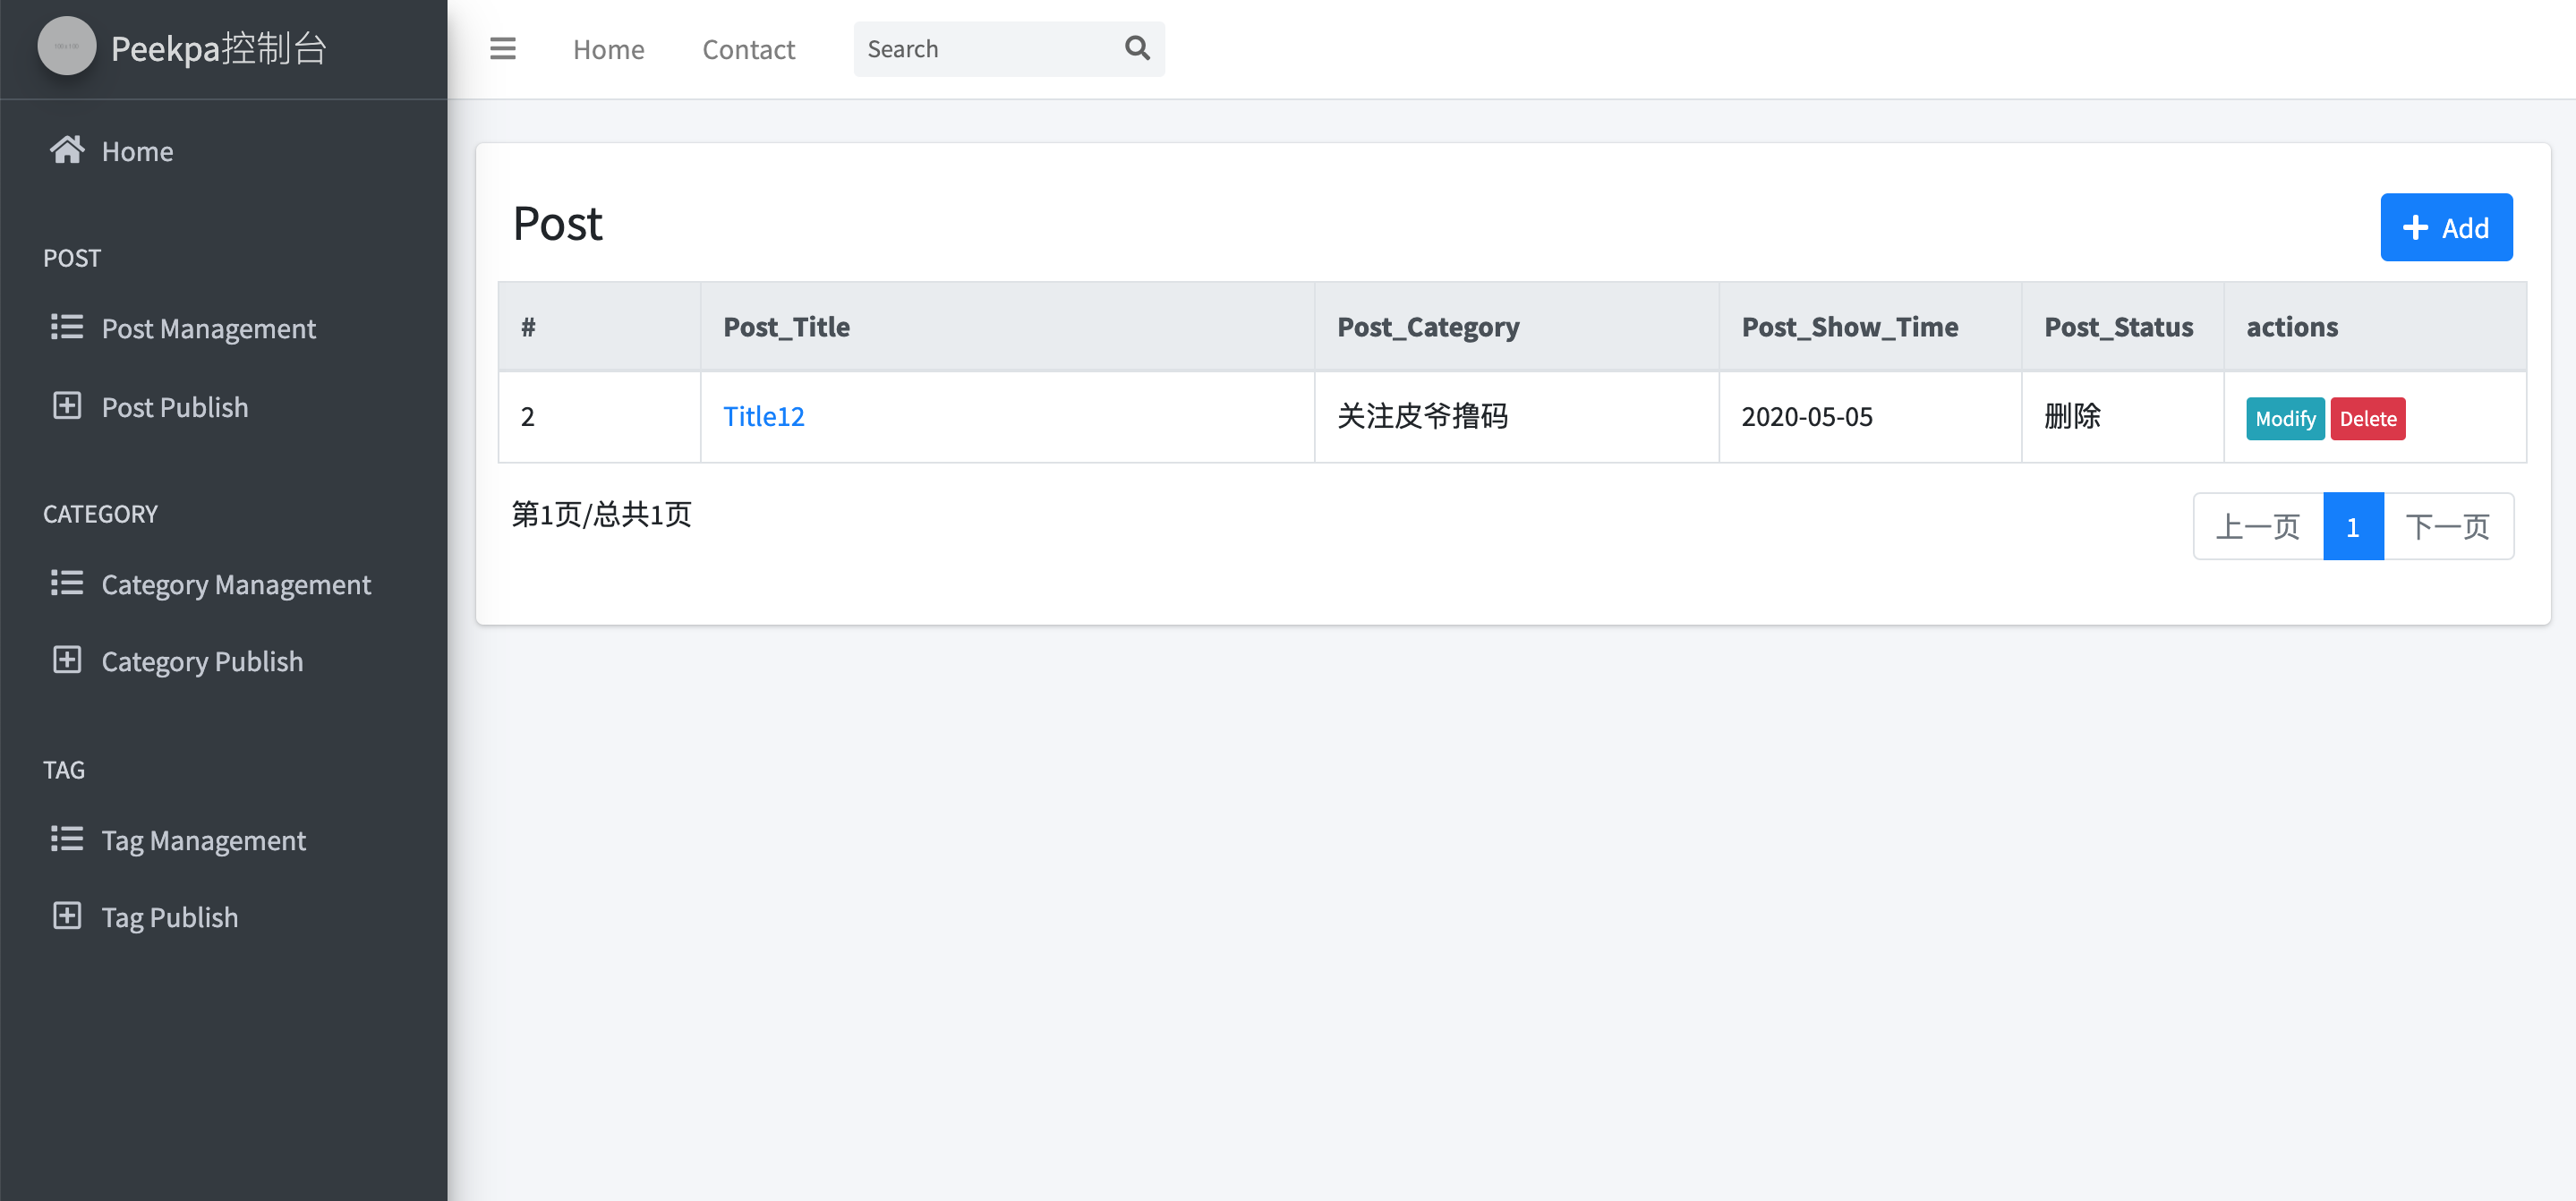 Peekpa控制台
Home
POST
Post Management
Post Publish
CATEGORY
Category Management
Category Publish
TAG
Tag Management
Tag Publish
Home Contact Search
Post
Add
# Post_Title Post_Category Post_Show_Time Post_Status actions
2 Title12 关注皮爷撸码 2020-05-05 删除 Modify Delete
第1页/总共1页
上一页 1 下一页